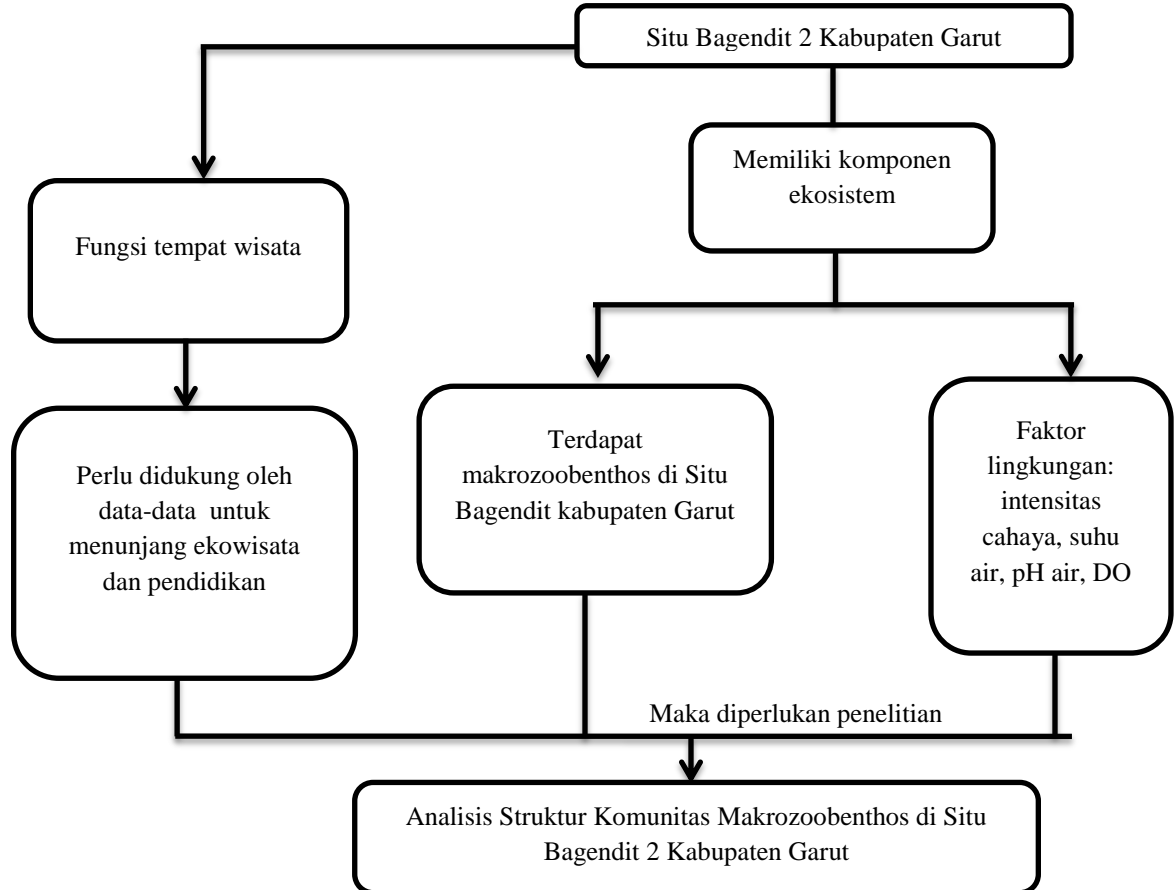 Situ Bagendit 2 Kabupaten Garut
Memiliki komponen
ekosistem
Fungsi tempat wisata
Perlu didukung oleh
data-data untuk
menunjang ekowisata
dan pendidikan
Terdapat
makrozoobenthos di Situ
Bagendit kabupaten Garut
Faktor
lingkungan:
intensitas
cahaya, suhu
air, pH air, DO
Maka diperlukan penelitian
Analisis Struktur Komunitas Makrozoobenthos di Situ
Bagendit 2 Kabupaten Garut